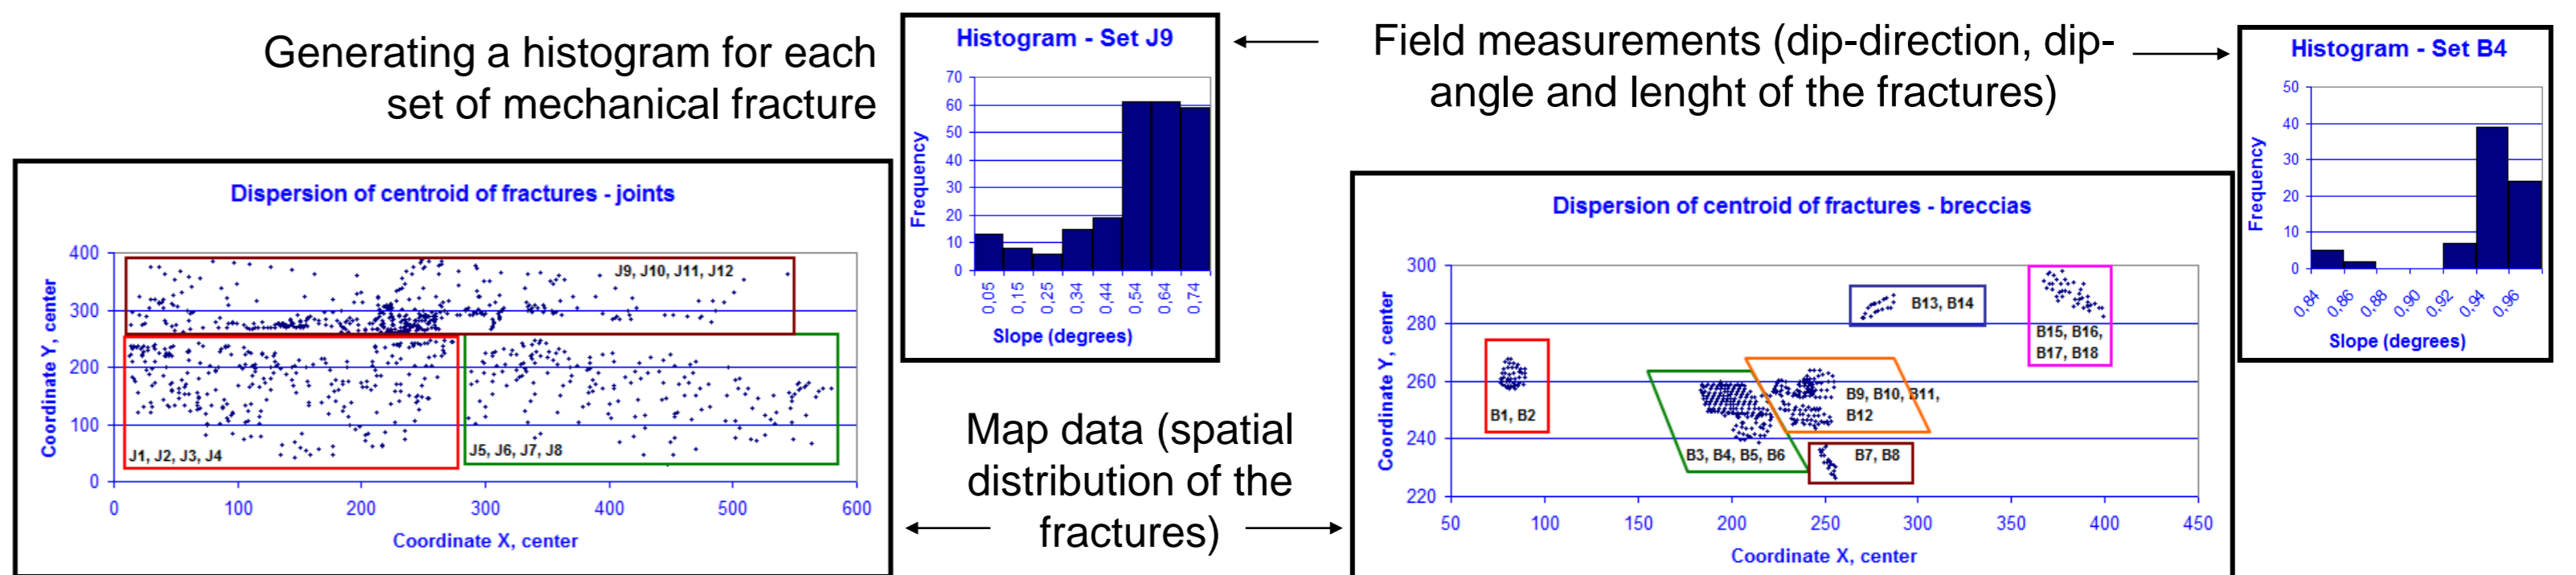 Generating a histogram for each
set of mechanical fracture
Histogram - Set J9
Frequency
70
60
50
40
30
20
10
0
0,05
0,15
0,25
0,34
0,44
0,54
0,64
0,74
Slope (degrees)
Field measurements (dip-direction, dip-
angle and lenght of the fractures)
Histogram - Set B4
Frequency
50
40
30
20
10
0
0,84
0,86
0,88
0,90
0,92
0,94
0,96
Slope (degrees)
Dispersion of centroid of fractures - joints
Coordinate Y, center
400
300
200
100
0
J9, J10, J11, J12
J1, J2, J3, J4
J5, J6, J7, J8
0 100 200 300 400 500 600
Coordinate X, center
Map data (spatial
distribution of the
fractures)
Dispersion of centroid of fractures - breccias
Coordinate Y, center
300
280
260
240
220
B13, B14
B15, B16,
B17, B18
B1, B2
B9, B10, B11,
B12
B3, B4, B5, B6
B7, B8
50 100 150 200 250 300 350 400 450
Coordinate X, center